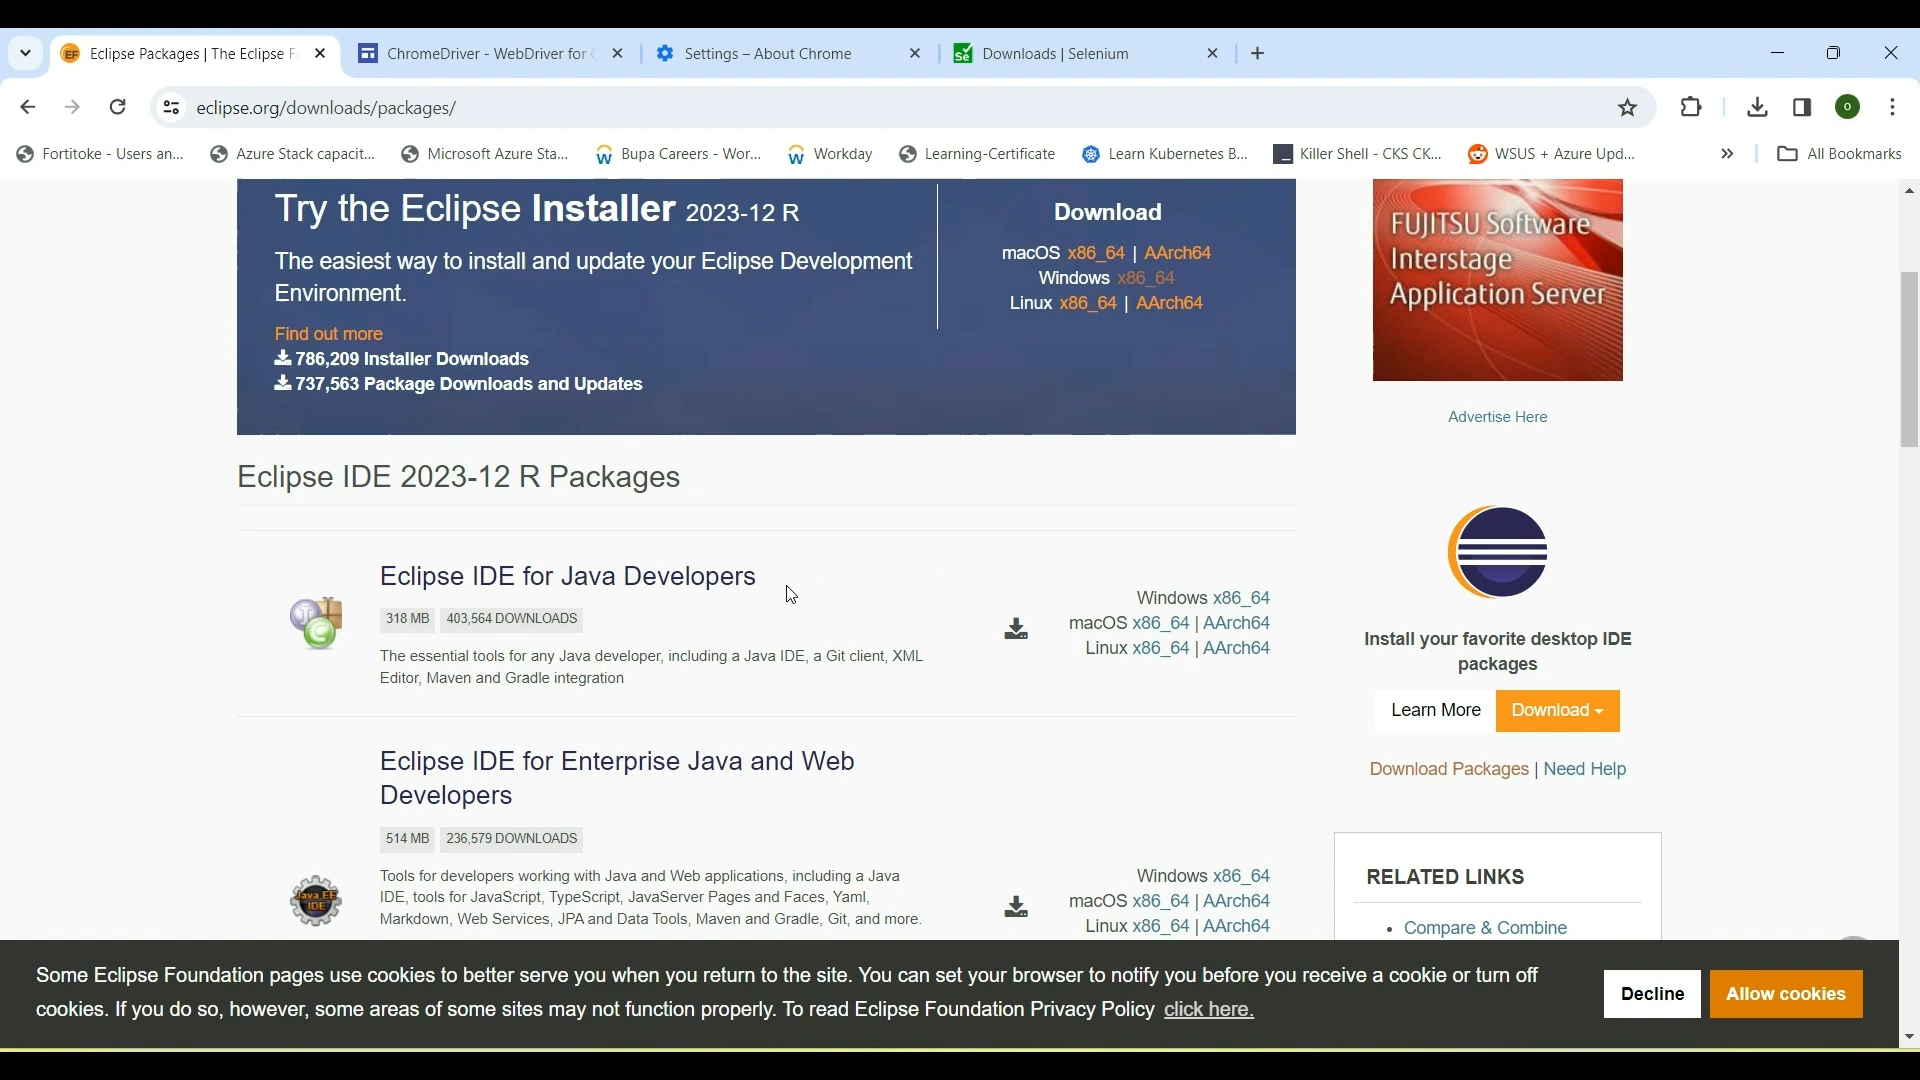 Eclipse Packages | The Eclipse F
ChromeDriver - WebDriver for
Settings – About Chrome
Downloads | Selenium
eclipse.org/downloads/packages/
Fortitoke - Users an...
Azure Stack capacit...
Microsoft Azure Sta...
Bupa Careers - Wor...
Workday
Learning-Certificate
Learn Kubernetes B...
Killer Shell - CKS CK...
WSUS + Azure Upd...
All Bookmarks
Try the Eclipse Installer 2023-12 R
The easiest way to install and update your Eclipse Development
Environment.
Find out more
786,209 Installer Downloads
737,563 Package Downloads and Updates
Download
macOS x86_64 | AArch64
Windows x86_64
Linux x86_64 | AArch64
FUJITSU Software
Interstage
Application Server
Advertise Here
Eclipse IDE 2023-12 R Packages
Eclipse IDE for Java Developers
318 MB 403,564 DOWNLOADS
The essential tools for any Java developer, including a Java IDE, a Git client, XML
Editor, Maven and Gradle integration
Windows x86_64
macOS x86_64 | AArch64
Linux x86_64 | AArch64
Install your favorite desktop IDE
packages
Learn More Download
Download Packages | Need Help
Eclipse IDE for Enterprise Java and Web
Developers
514 MB 236,579 DOWNLOADS
Java EE
IDE
Tools for developers working with Java and Web applications, including a Java
IDE, tools for JavaScript, TypeScript, JavaServer Pages and Faces, Yaml,
Markdown, Web Services, JPA and Data Tools, Maven and Gradle, Git, and more.
Windows x86_64
macOS x86_64 | AArch64
Linux x86_64 | AArch64
RELATED LINKS
Compare & Combine
Some Eclipse Foundation pages use cookies to better serve you when you return to the site. You can set your browser to notify you before you receive a cookie or turn off
cookies. If you do so, however, some areas of some sites may not function properly. To read Eclipse Foundation Privacy Policy click here.
Decline
Allow cookies